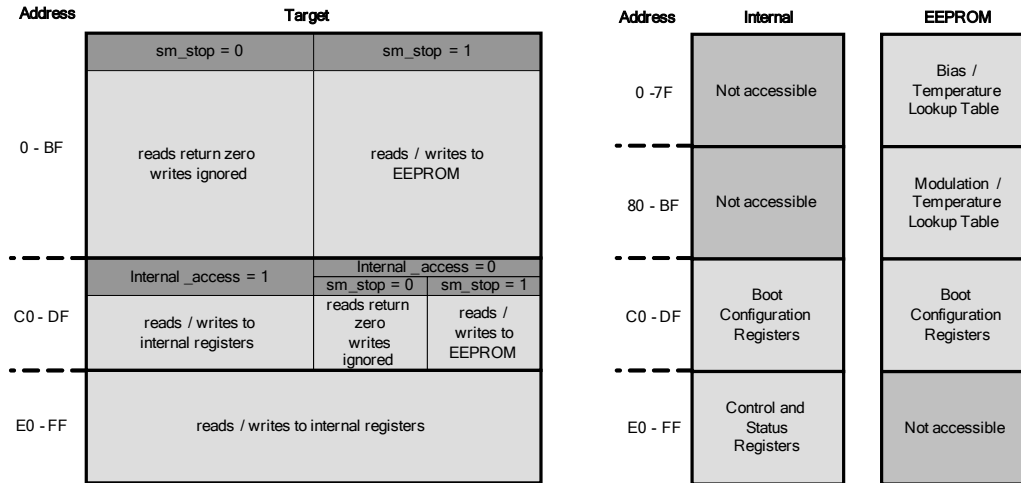 Address
Target
sm_stop = 0
sm_stop = 1
0 - BF
reads return zero
writes ignored
reads / writes to
EEPROM
C0 - DF
Internal _access = 1
Internal _access = 0
sm_stop = 0
sm_stop = 1
reads / writes to
internal registers
reads return
zero
writes
ignored
reads /
writes to
EEPROM
E0 - FF
reads / writes to internal registers
Address
Internal
EEPROM
0 -7F
Not accessible
Bias /
Temperature
Lookup Table
80 - BF
Not accessible
Modulation /
Temperature
Lookup Table
C0 - DF
Boot
Configuration
Registers
Boot
Configuration
Registers
E0 - FF
Control and
Status
Registers
Not accessible